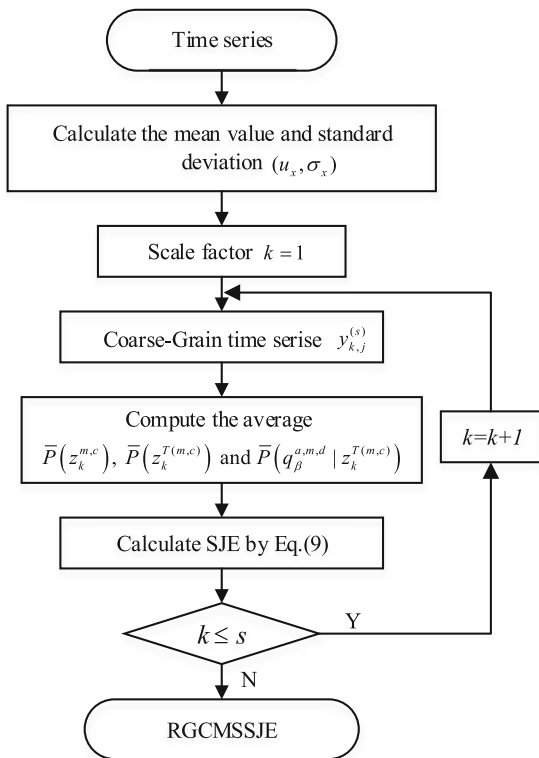 Time series
Calculate the mean value and standard
deviation (u_x, σ_x)
Scale factor k = 1
Coarse-Grain time serise y_{k,j}^{(s)}
Compute the average
P̅(z_k^{m,c}), P̅(z_k^{T(m,c)}) and P̅(q_β^{a,m,d} | z_k^{T(m,c)})
k=k+1
Calculate SJE by Eq.(9)
k ≤ s
Y
N
RGCMSSJE